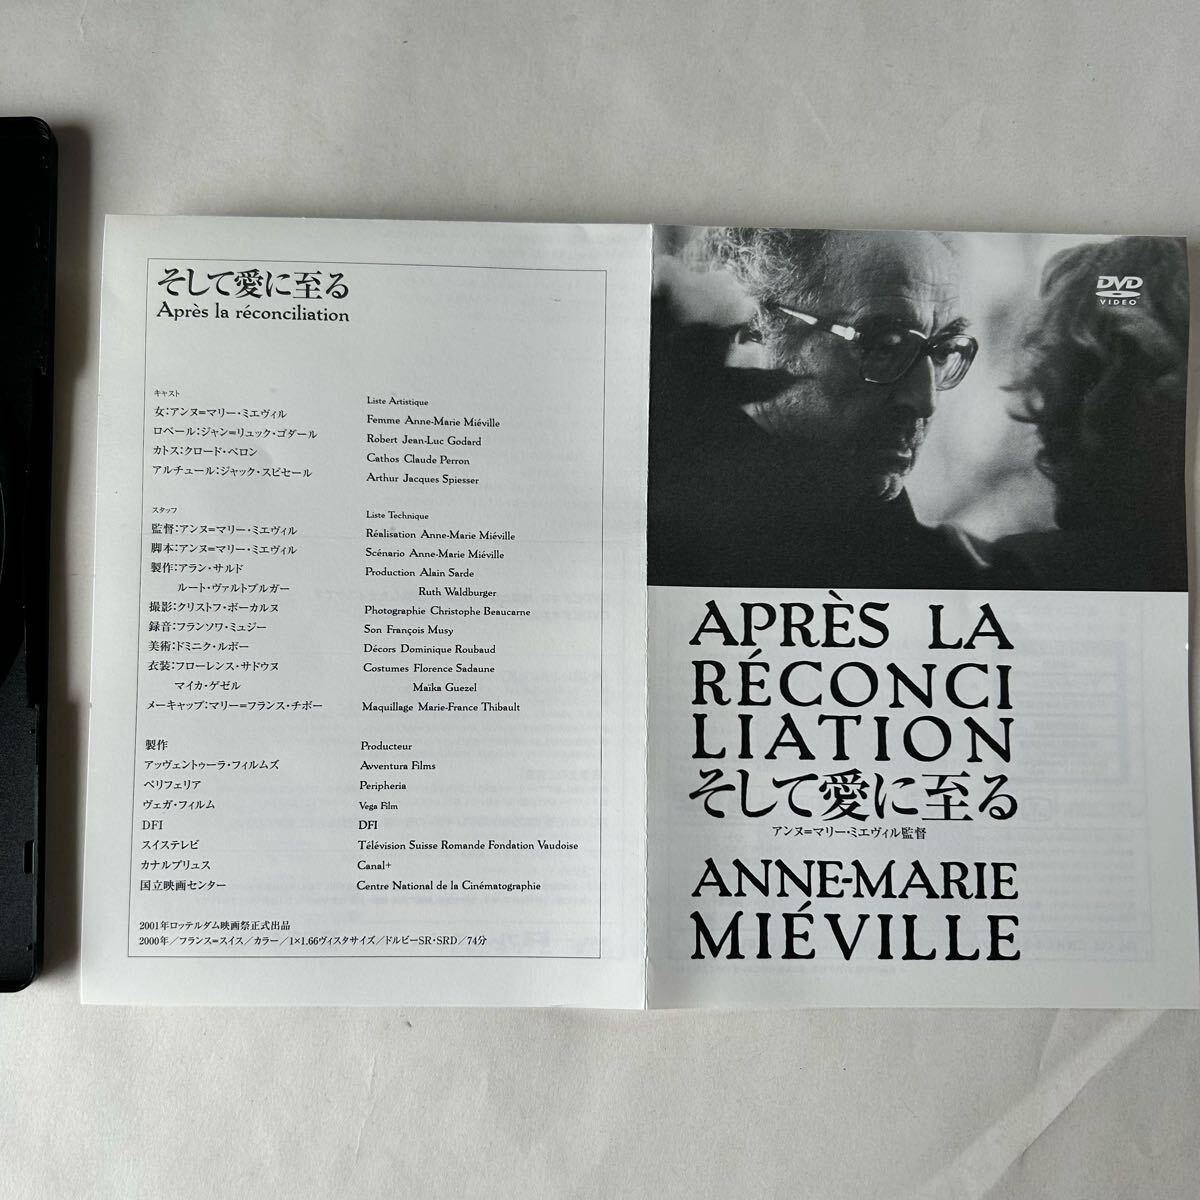 そして愛に至る
Après la réconciliation
キャスト
女:アンヌ=マリー・ミエヴィル
ロベール:ジャン=リュック・ゴダール
カトス:クロード・ペロン
アルチュール:ジャック・スピセール
Liste Artistique
Femme Anne-Marie Miéville
Robert Jean-Luc Godard
Cathos Claude Perron
Arthur Jacques Spiesser
スタッフ
監督:アンヌ=マリー・ミエヴィル
脚本:アンヌ=マリー・ミエヴィル
製作:アラン・サルド
ルート・ヴァルトブルガー
撮影:クリストフ・ボーカルヌ
録音:フランソワ・ミュジー
美術:ドミニク・ルボー
衣装:フローレンス・サドウヌ
マイカ・ゲゼル
メーキャップ:マリー=フランス・チボー
Liste Technique
Réalisation Anne-Marie Miéville
Scénario Anne-Marie Miéville
Production Alain Sarde
Ruth Waldburger
Photographie Christophe Beaucarne
Son François Musy
Décors Dominique Roubaud
Costumes Florence Sadaune
Maïka Guezel
Maquillage Marie-France Thibault
製作
アッヴェントゥーラ・フィルムズ
ペリフェリア
ヴェガ・フィルム
DFI
スイステレビ
カナルプリュス
国立映画センター
Producteur
Avventura Films
Peripheria
Vega Film
DFI
Télévision Suisse Romande Fondation Vaudoise
Canal+
Centre National de la Cinématographie
2001年ロッテルダム映画祭正式出品
2000年/フランス=スイス/カラー/1×1.66ヴィスタサイズ/ドルビーSR・SRD/74分
DVD
VIDEO
APRÈS LA
RÉCONCI
LIATION
そして愛に至る
アンヌ=マリー・ミエヴィル監督
ANNE-MARIE
MIÉVILLE